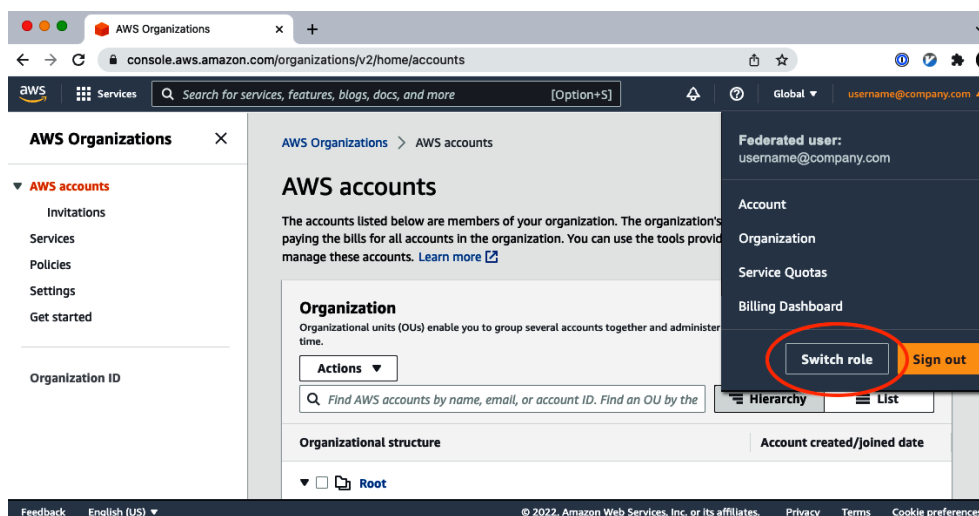 AWS Organizations
console.aws.amazon.com/organizations/v2/home/accounts
aws
Services
Search for services, features, blogs, docs, and more
[Option+S]
Global
username@company.com
AWS Organizations
AWS accounts
Invitations
Services
Policies
Settings
Get started
Organization ID
AWS Organizations > AWS accounts
AWS accounts
The accounts listed below are members of your organization. The organization's
paying the bills for all accounts in the organization. You can use the tools provid
manage these accounts. Learn more
Organization
Organizational units (OUs) enable you to group several accounts together and administer
time.
Actions
Find AWS accounts by name, email, or account ID. Find an OU by the
Hierarchy
List
Organizational structure
Account created/joined date
Root
Federated user:
username@company.com
Account
Organization
Service Quotas
Billing Dashboard
Switch role
Sign out
Feedback
English (US)
© 2022, Amazon Web Services, Inc. or its affiliates.
Privacy
Terms
Cookie preference